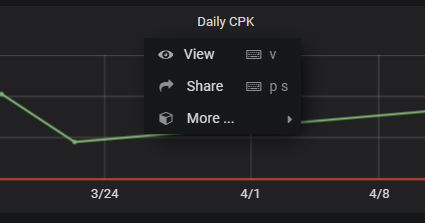 Daily CPK
View v
Share p s
More ...
3/24 4/1 4/8